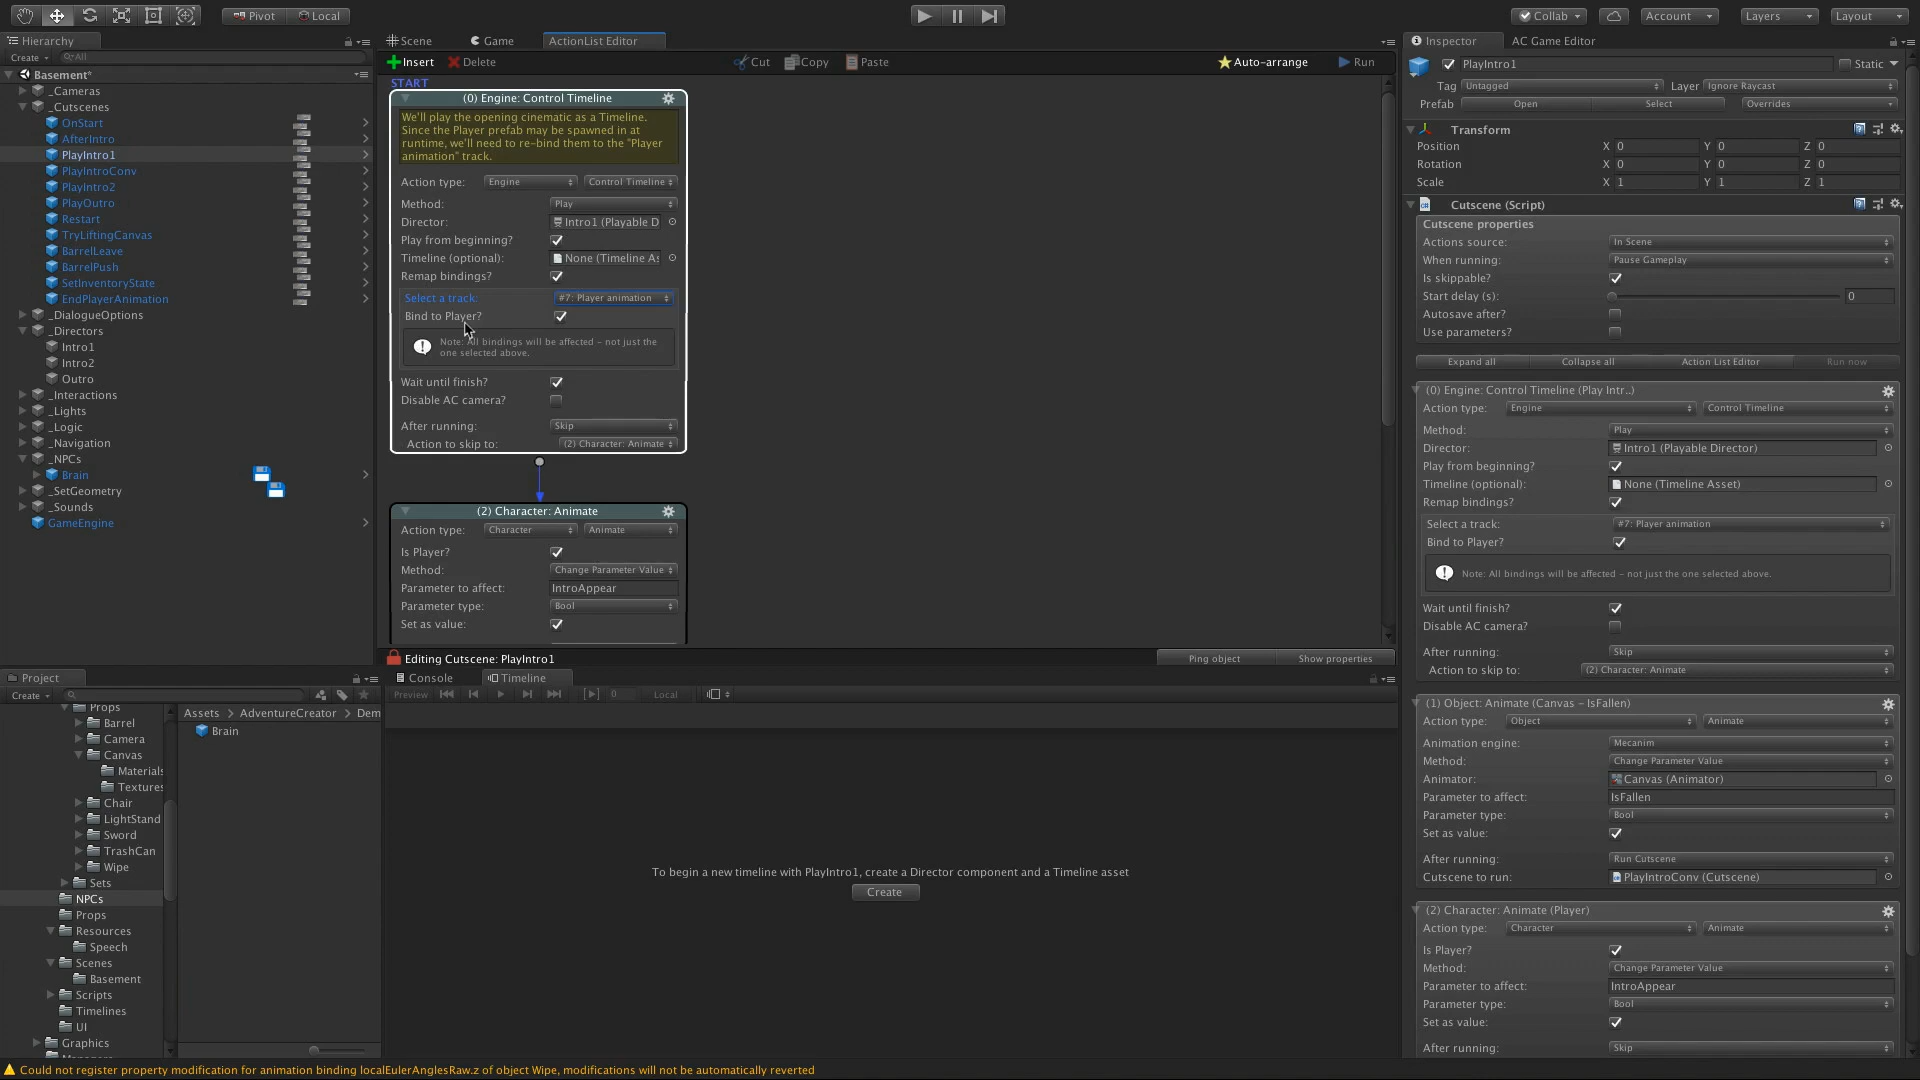 Pivot
Local
Collab
Account
Layers
Layout
Hierarchy
Create
All
Basement*
_Cameras
_Cutscenes
OnStart
AfterIntro
PlayIntro1
PlayIntroConv
PlayIntro2
PlayOutro
Restart
TryLiftingCanvas
BarrelLeave
BarrelPush
SetInventoryState
EndPlayerAnimation
_DialogueOptions
_Directors
Intro1
Intro2
Outro
_Interactions
_Lights
_Logic
_Navigation
_NPCs
Brain
_SetGeometry
_Sounds
GameEngine
Scene
Game
ActionList Editor
Insert
Delete
Cut
Copy
Paste
Auto-arrange
Run
START
(0) Engine: Control Timeline
We'll play the opening cinematic as a Timeline.
Since the Player prefab may be spawned in at
runtime, we'll need to re-bind them to the "Player
animation" track.
Action type: Engine Control Timeline
Method: Play
Director: Intro1 (Playable D
Play from beginning?
Timeline (optional): None (Timeline As
Remap bindings?
Select a track: #7: Player animation
Bind to Player?
Note: All bindings will be affected - not just the
one selected above.
Wait until finish?
Disable AC camera?
After running: Skip
Action to skip to: (2) Character: Animate
(2) Character: Animate
Action type: Character Animate
Is Player?
Method: Change Parameter Value
Parameter to affect: IntroAppear
Parameter type: Bool
Set as value:
Editing Cutscene: PlayIntro1
Ping object
Show properties
Inspector
AC Game Editor
PlayIntro1
Static
Tag Untagged Layer Ignore Raycast
Prefab Open Select Overrides
Transform
Position X 0 Y 0 Z 0
Rotation X 0 Y 0 Z 0
Scale X 1 Y 1 Z 1
Cutscene (Script)
Cutscene properties
Actions source: In Scene
When running: Pause Gameplay
Is skippable?
Start delay (s): 0
Autosave after?
Use parameters?
Expand all
Collapse all
Action List Editor
Run now
(0) Engine: Control Timeline (Play Intr..)
Action type: Engine Control Timeline
Method: Play
Director: Intro1 (Playable Director)
Play from beginning?
Timeline (optional): None (Timeline Asset)
Remap bindings?
Select a track: #7: Player animation
Bind to Player?
Note: All bindings will be affected - not just the one selected above.
Wait until finish?
Disable AC camera?
After running: Skip
Action to skip to: (2) Character: Animate
(1) Object: Animate (Canvas - IsFallen)
Action type: Object Animate
Animation engine: Mecanim
Method: Change Parameter Value
Animator: Canvas (Animator)
Parameter to affect: IsFallen
Parameter type: Bool
Set as value:
After running: Run Cutscene
Cutscene to run: PlayIntroConv (Cutscene)
(2) Character: Animate (Player)
Action type: Character Animate
Is Player?
Method: Change Parameter Value
Parameter to affect: IntroAppear
Parameter type: Bool
Set as value:
After running: Skip
Project
Create
Props
Barrel
Camera
Canvas
Materials
Textures
Chair
LightStand
Sword
TrashCan
Wipe
Sets
NPCs
Props
Resources
Speech
Scenes
Basement
Scripts
Timelines
UI
Graphics
Assets > AdventureCreator > Dem
Brain
Console
Timeline
Preview
0
Local
To begin a new timeline with PlayIntro1, create a Director component and a Timeline asset
Create
Could not register property modification for animation binding localEulerAnglesRaw.z of object Wipe, modifications will not be automatically reverted